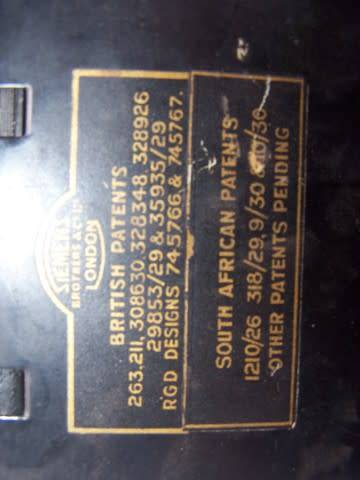 SIEMENS
BROTHERS & Co. Ltd.
LONDON
BRITISH PATENTS
263.211, 308630, 328348, 328926
29853/29 & 35935/29
RGD DESIGNS 745766 & 745767.
SOUTH AFRICAN PATENTS
1210/26 318/29, 9/30 & 10/30
OTHER PATENTS PENDING